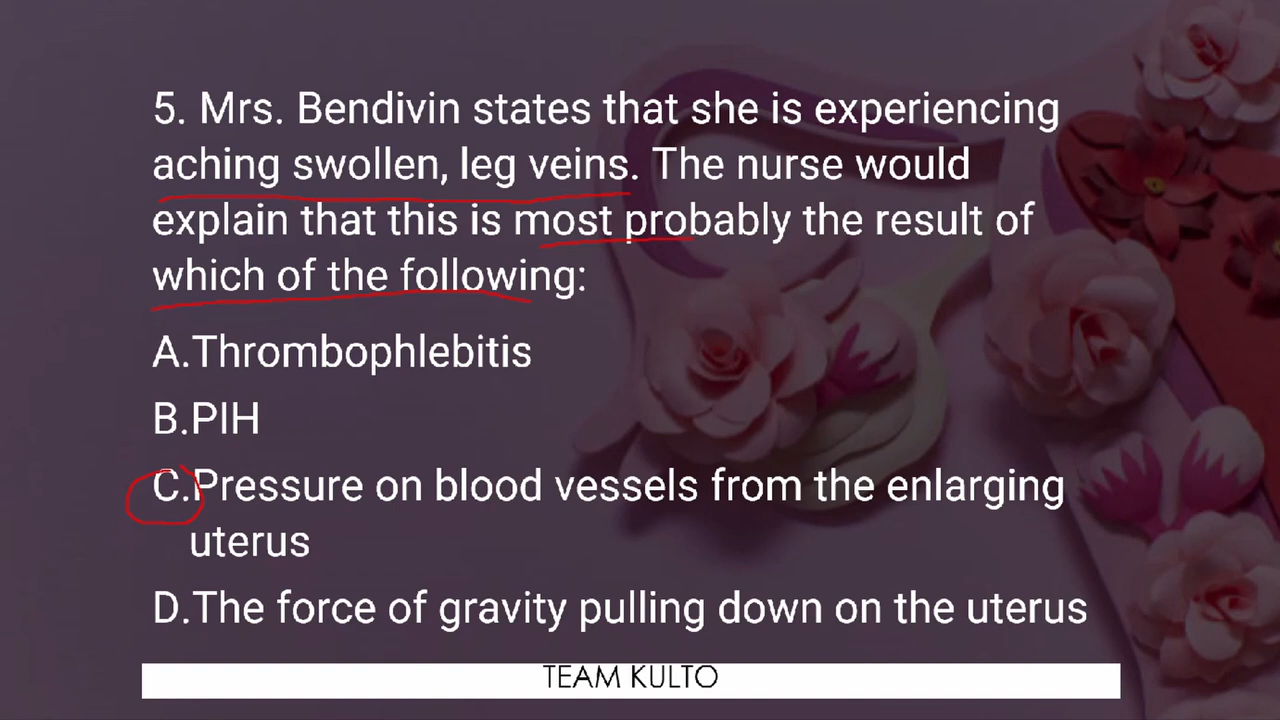 5. Mrs. Bendivin states that she is experiencing
aching swollen, leg veins. The nurse would
explain that this is most probably the result of
which of the following:
A.Thrombophlebitis
B.PIH
C.Pressure on blood vessels from the enlarging
uterus
D.The force of gravity pulling down on the uterus
TEAM KULTO